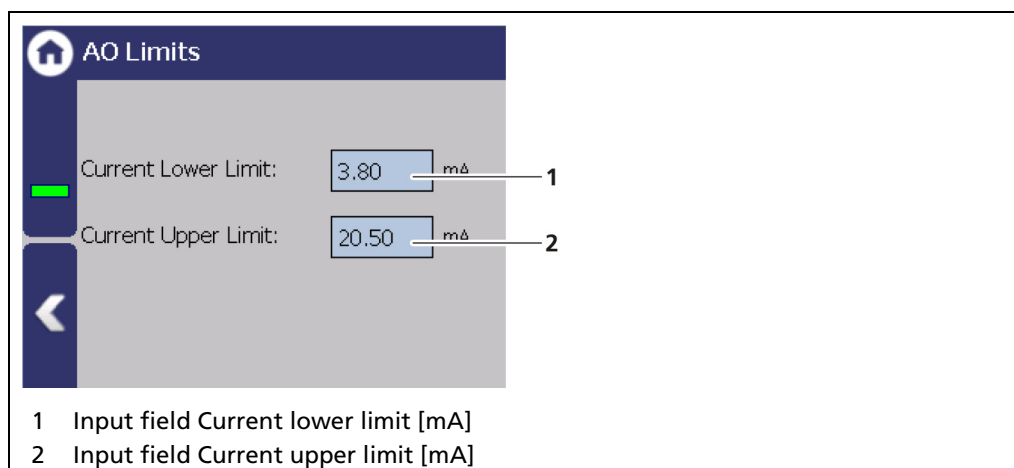 AO Limits
Current Lower Limit: 3.80 mA 1
Current Upper Limit: 20.50 mA 2
1 Input field Current lower limit [mA]
2 Input field Current upper limit [mA]